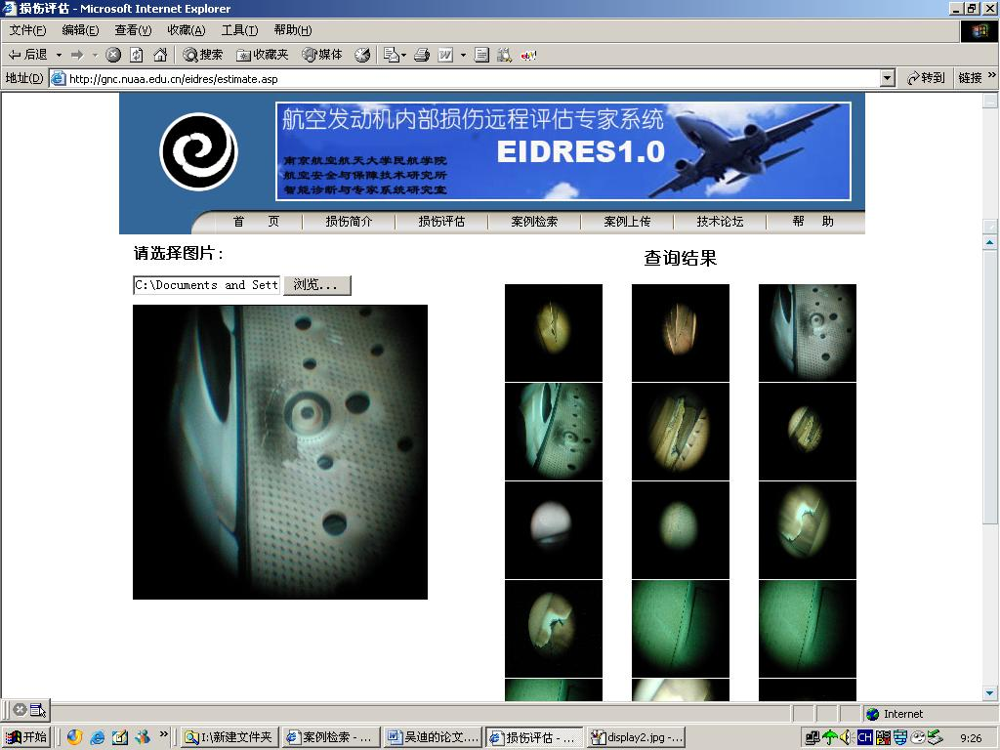 损伤评估 - Microsoft Internet Explorer
文件(F) 编辑(E) 查看(V) 收藏(A) 工具(T) 帮助(H)
后退 搜索 收藏夹 媒体
地址(D) http://gnc.nuaa.edu.cn/eidres/estimate.asp 转到 链接 »
航空发动机内部损伤远程评估专家系统
EIDRES1.0
南京航空航天大学民航学院
航空安全与保障技术研究所
智能诊断与专家系统研究室
首 页 损伤简介 损伤评估 案例检索 案例上传 技术论坛 帮 助
请选择图片:
C:\Documents and Sett 浏览...
查询结果
Internet
开始 » I:\新建文件夹 案例检索 - ... 吴迪的论文.... 损伤评估 - ... display2.jpg -... CH 9:26